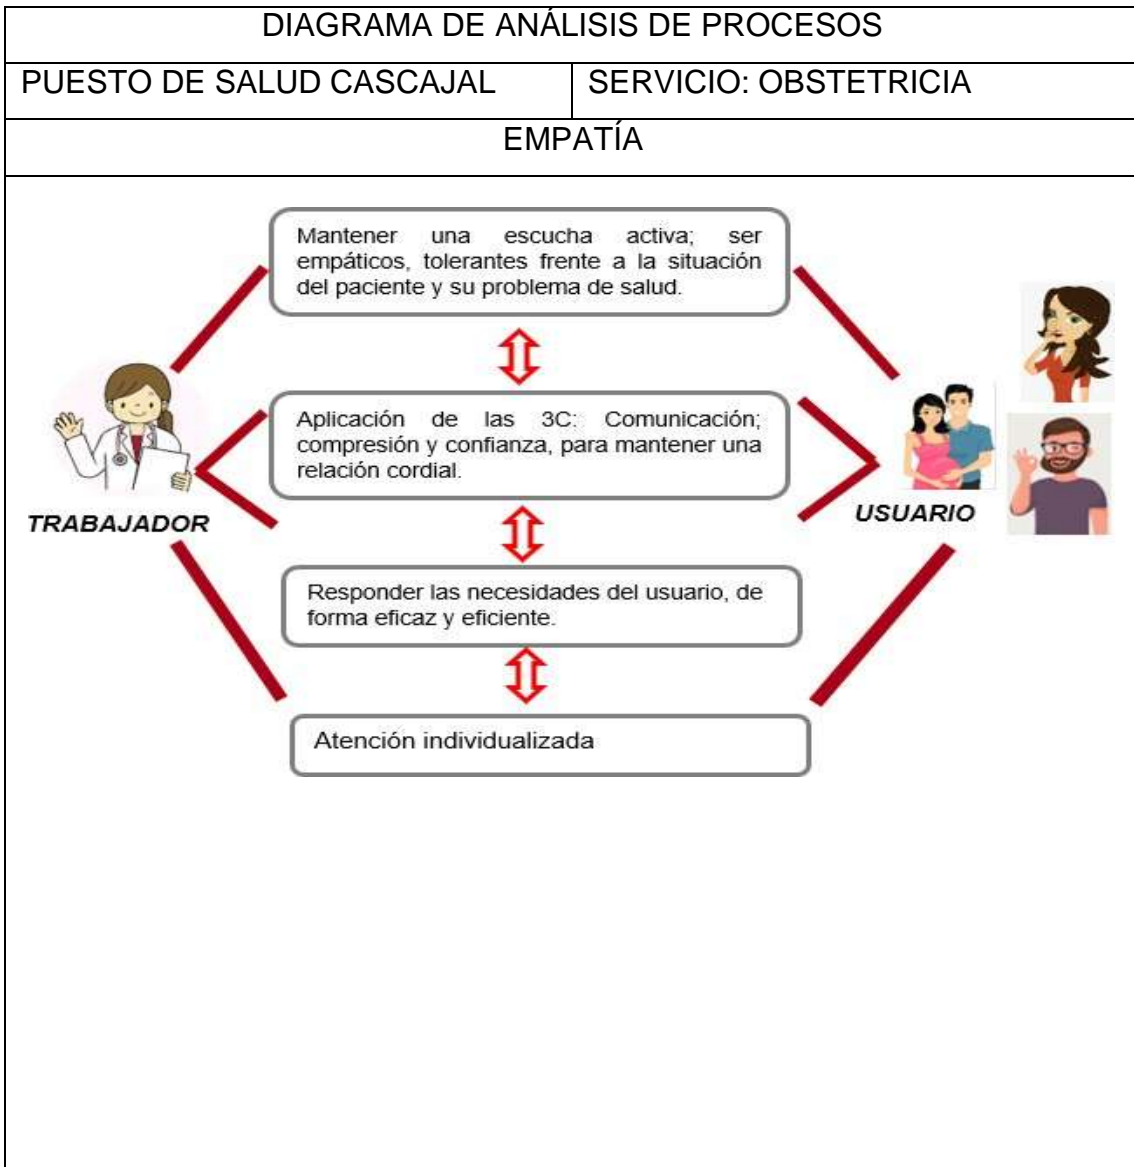 DIAGRAMA DE ANÁLISIS DE PROCESOS
PUESTO DE SALUD CASCAJAL
SERVICIO: OBSTETRICIA
EMPATÍA
Mantener una escucha activa; ser
empáticos, tolerantes frente a la situación
del paciente y su problema de salud.
Aplicación de las 3C: Comunicación;
compresión y confianza, para mantener una
relación cordial.
TRABAJADOR
USUARIO
Responder las necesidades del usuario, de
forma eficaz y eficiente.
Atención individualizada